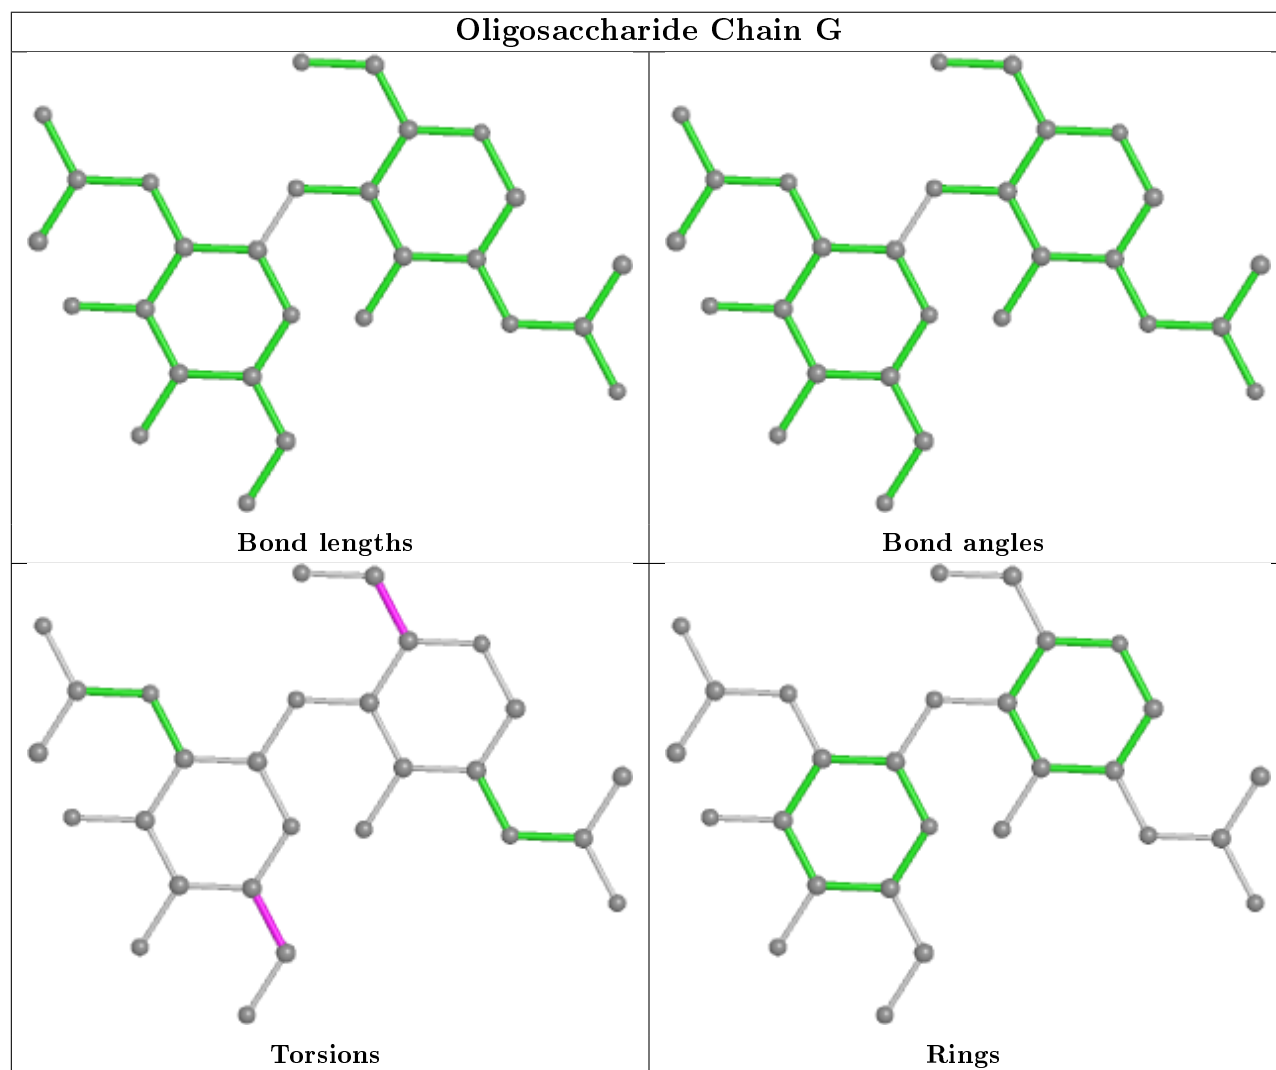 Oligosaccharide Chain G
Bond lengths
Bond angles
Torsions
Rings